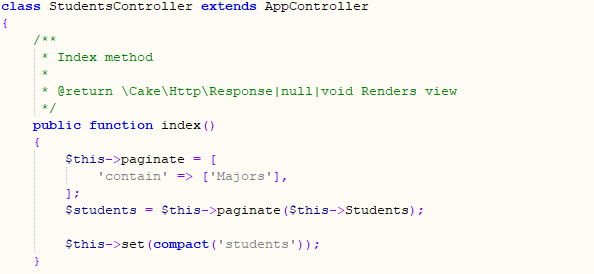 class StudentsController extends AppController
{
    /**
     * Index method
     *
     * @return \Cake\Http\Response|null|void Renders view
     */
    public function index()
    {
        $this->paginate = [
            'contain' => ['Majors'],
        ];
        $students = $this->paginate($this->Students);

        $this->set(compact('students'));
    }